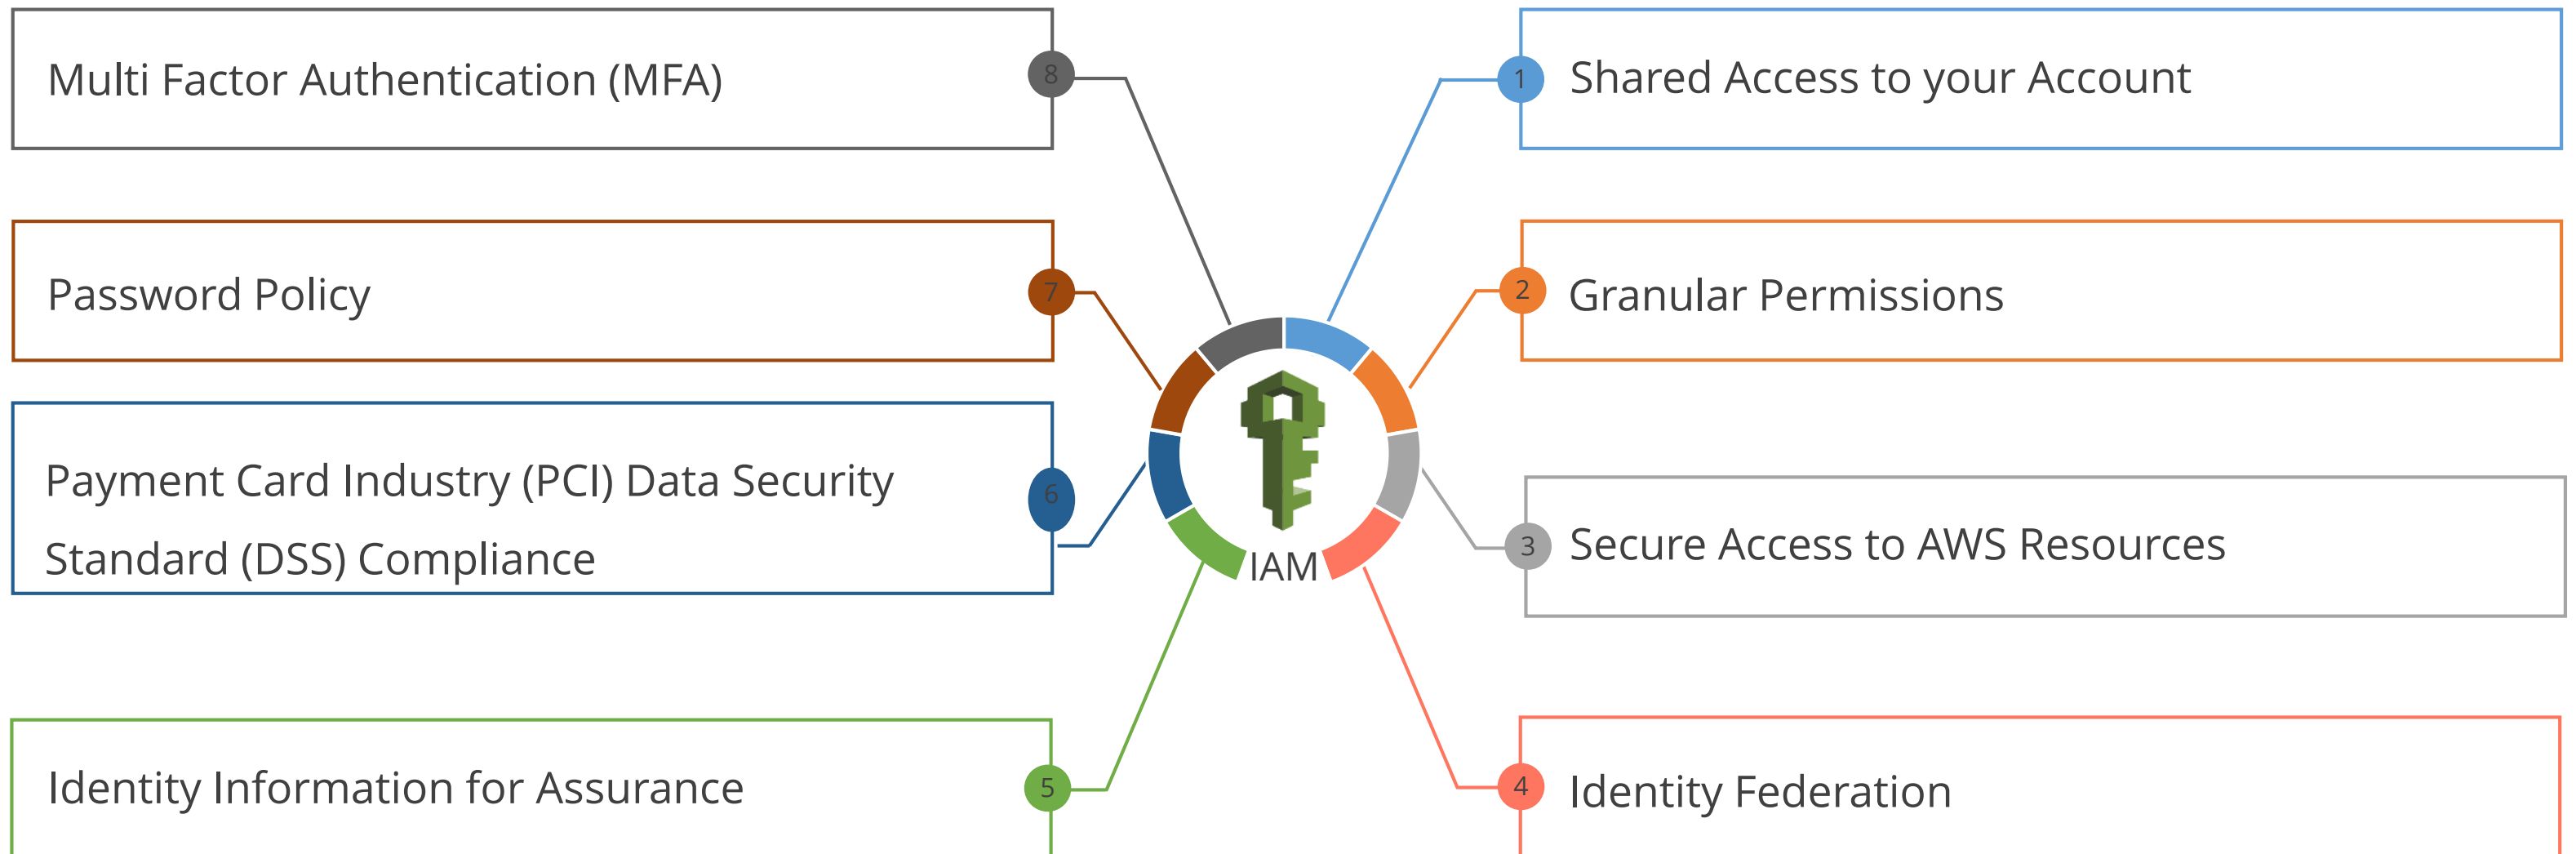 Multi Factor Authentication (MFA)
8
1
Shared Access to your Account
Password Policy
7
2
Granular Permissions
Payment Card Industry (PCI) Data Security
Standard (DSS) Compliance
6
IAM
3
Secure Access to AWS Resources
Identity Information for Assurance
5
4
Identity Federation